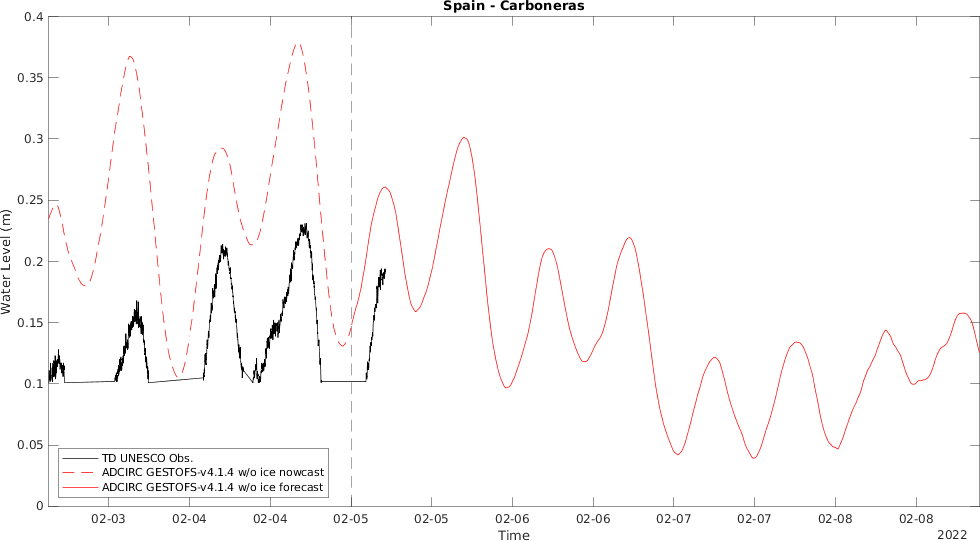 Spain - Carboneras
0.4
0.35
0.3
0.25
0.2
0.15
0.1
0.05
0
Water Level (m)
TD UNESCO Obs.
ADCIRC GESTOFS-v4.1.4 w/o ice nowcast
ADCIRC GESTOFS-v4.1.4 w/o ice forecast
02-03 02-04 02-04 02-05 02-05 02-06 02-06 02-07 02-07 02-08 02-08
Time
2022